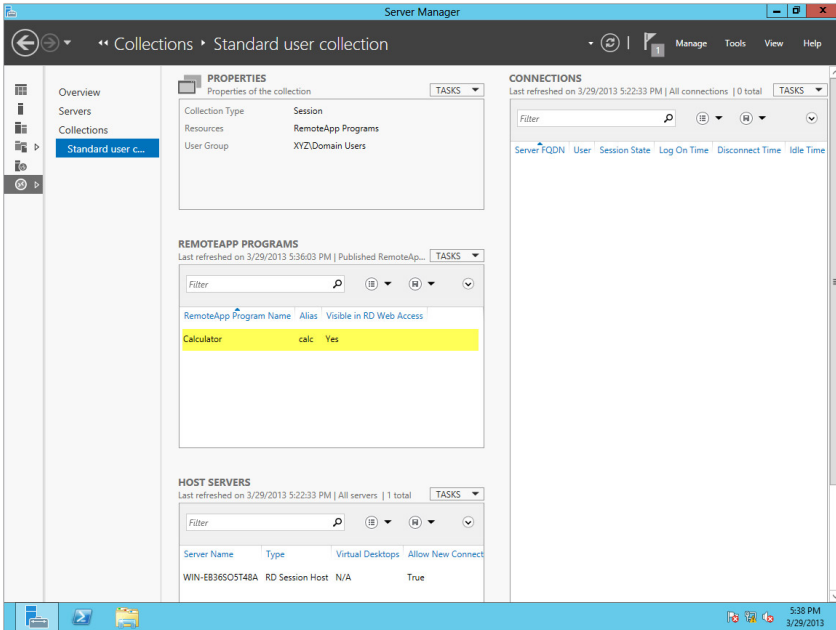 Server Manager
Collections ‣ Standard user collection
1
Manage
Tools
View
Help
Overview
Servers
Collections
Standard user c...
PROPERTIES
Properties of the collection
TASKS
Collection Type Session
Resources RemoteApp Programs
User Group XYZ\Domain Users
REMOTEAPP PROGRAMS
Last refreshed on 3/29/2013 5:36:03 PM | Published RemoteAp...
TASKS
Filter
RemoteApp Program Name Alias Visible in RD Web Access
Calculator calc Yes
HOST SERVERS
Last refreshed on 3/29/2013 5:22:33 PM | All servers | 1 total
TASKS
Filter
Server Name Type Virtual Desktops Allow New Connect
WIN-EB36SO5T48A RD Session Host N/A True
CONNECTIONS
Last refreshed on 3/29/2013 5:22:33 PM | All connections | 0 total
TASKS
Filter
Server FQDN User Session State Log On Time Disconnect Time Idle Time
5:38 PM
3/29/2013